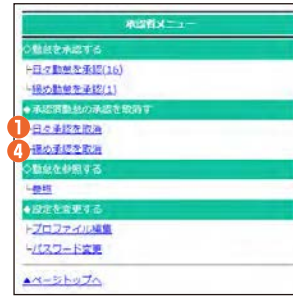 承認者メニュー
◇勤怠を承認する
├日々勤怠を承認(16)
└締め勤怠を承認(1)
◆承認済勤怠の承認を取消す
❶ ├日々承認を取消
❹ └締め承認を取消
◇勤怠を参照する
└参照
◆設定を変更する
├プロファイル編集
└パスワード変更
▲ページトップへ